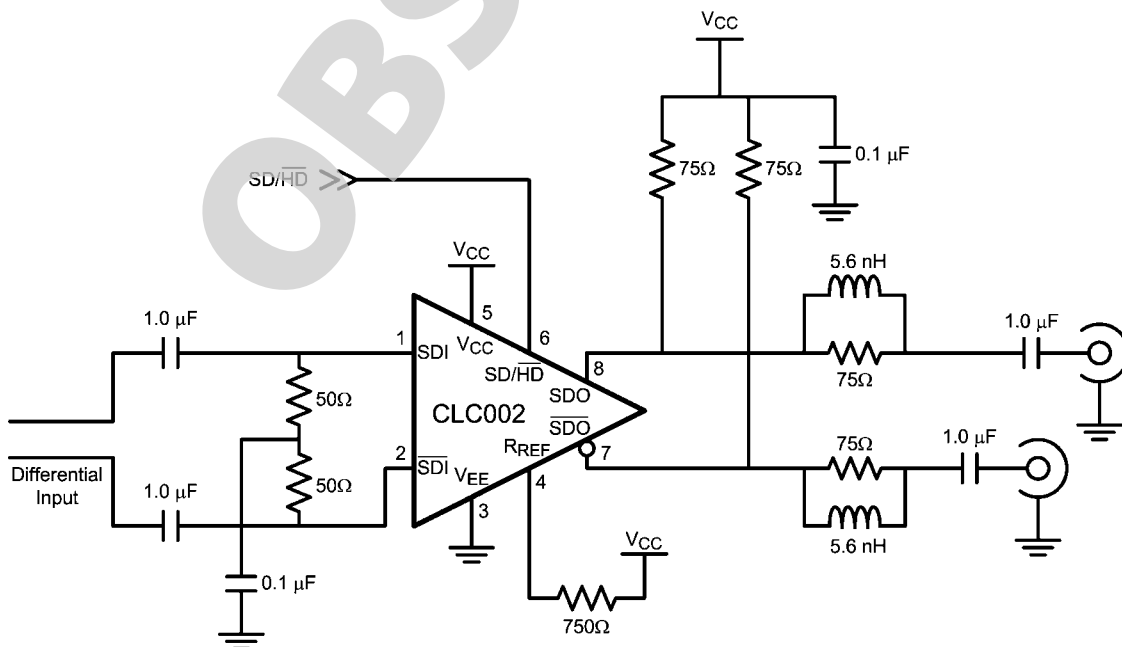 OBS
VCC
75Ω
75Ω
0.1 μF
SD/HD
VCC
5.6 nH
1.0 μF
5
6
1.0 μF
1
SDI
VCC
SD/HD
8
SDO
75Ω
50Ω
CLC002
SDO
7
75Ω
1.0 μF
RREF
2
SDI
VEE
4
Differential
Input
50Ω
1.0 μF
3
5.6 nH
VCC
0.1 μF
750Ω